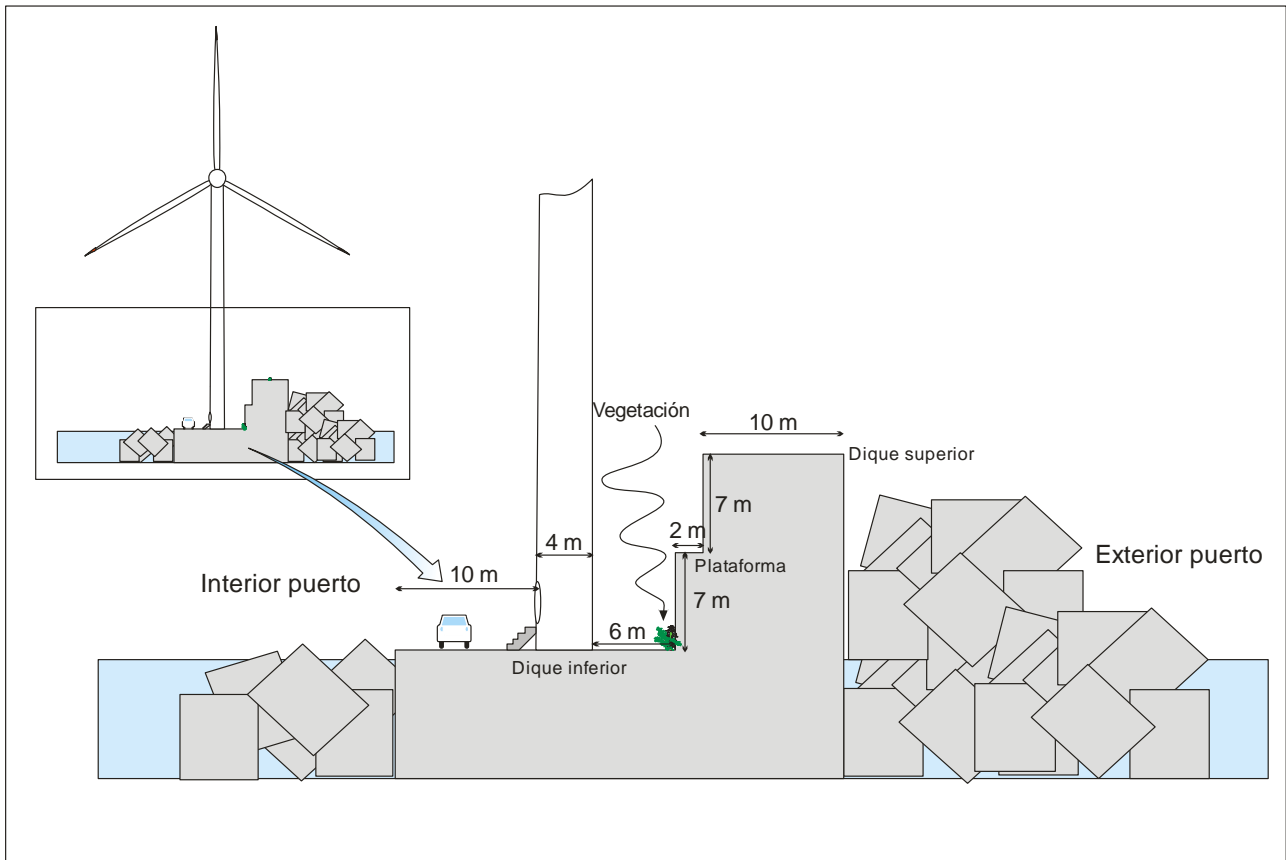 Vegetación
10 m
Dique superior
7 m
2 m
4 m
Plataforma
Exterior puerto
10 m
Interior puerto
7 m
6 m
Dique inferior